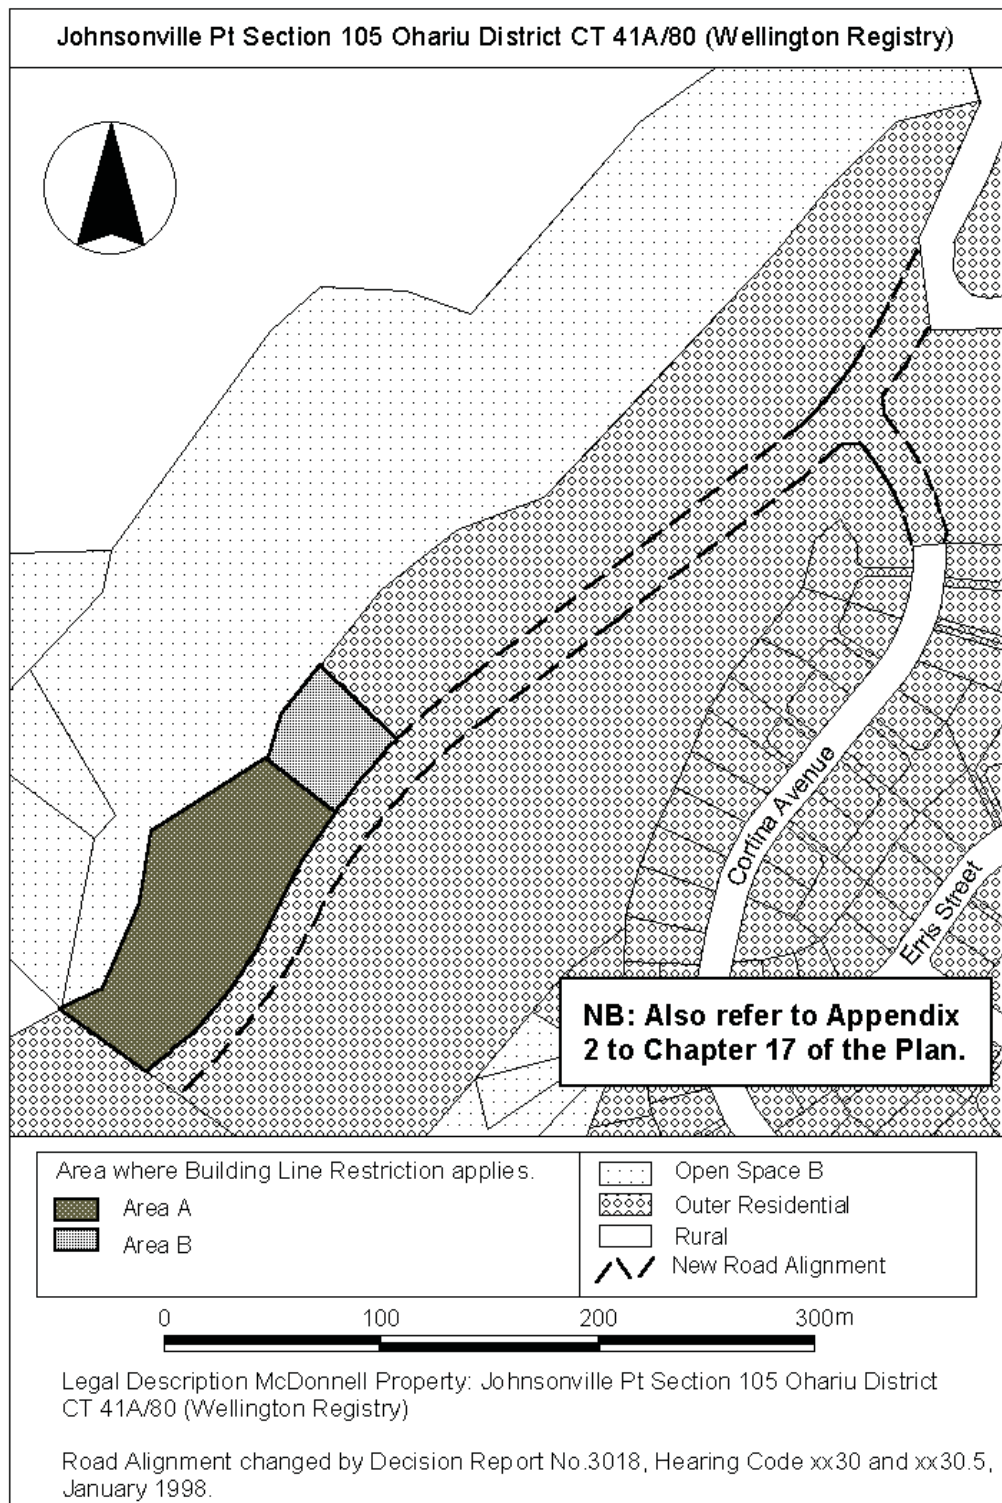 Johnsonville Pt Section 105 Ohariu District CT 41A/80 (Wellington Registry)
Cortina Avenue
Erris Street
NB: Also refer to Appendix
2 to Chapter 17 of the Plan.
Area where Building Line Restriction applies.
Area A
Area B
Open Space B
Outer Residential
Rural
New Road Alignment
0 100 200 300m
Legal Description McDonnell Property: Johnsonville Pt Section 105 Ohariu District
CT 41A/80 (Wellington Registry)
Road Alignment changed by Decision Report No.3018, Hearing Code xx30 and xx30.5,
January 1998.